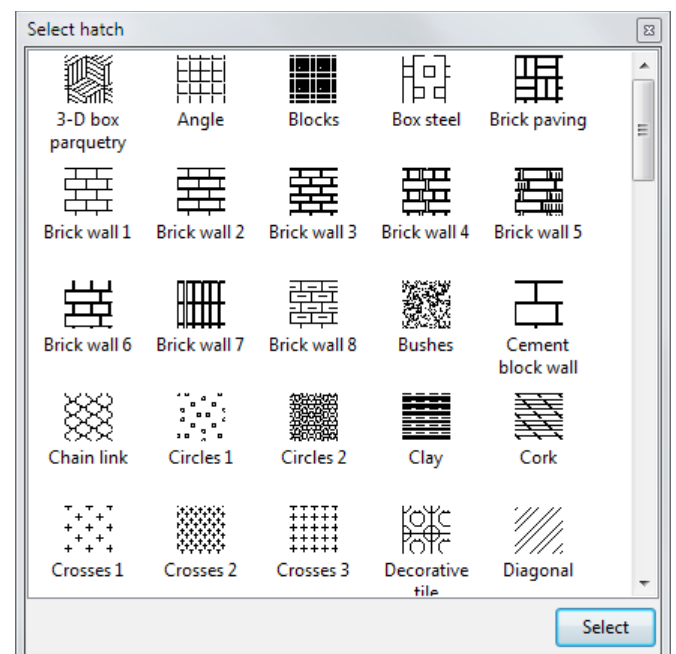 Select hatch
3-D box
parquetry
Angle
Blocks
Box steel
Brick paving
Brick wall 1
Brick wall 2
Brick wall 3
Brick wall 4
Brick wall 5
Brick wall 6
Brick wall 7
Brick wall 8
Bushes
Cement
block wall
Chain link
Circles 1
Circles 2
Clay
Cork
Crosses 1
Crosses 2
Crosses 3
Decorative
tile
Diagonal
Select